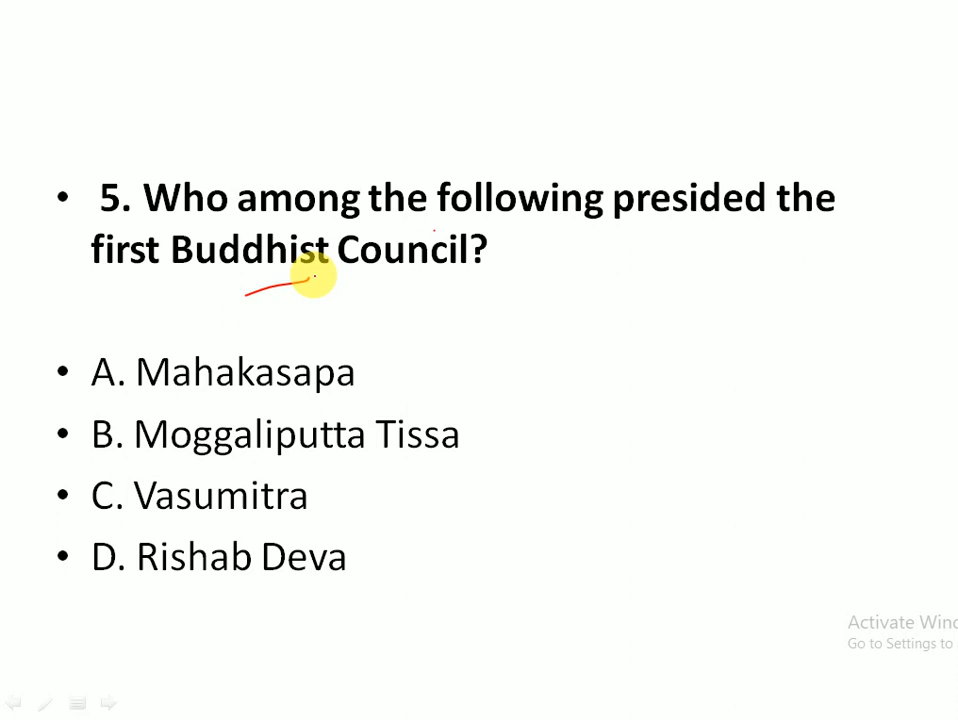 • 5. Who among the following presided the
first Buddhist Council?
• A. Mahakasapa
• B. Moggaliputta Tissa
• C. Vasumitra
• D. Rishab Deva
Activate Winc
Go to Settings to